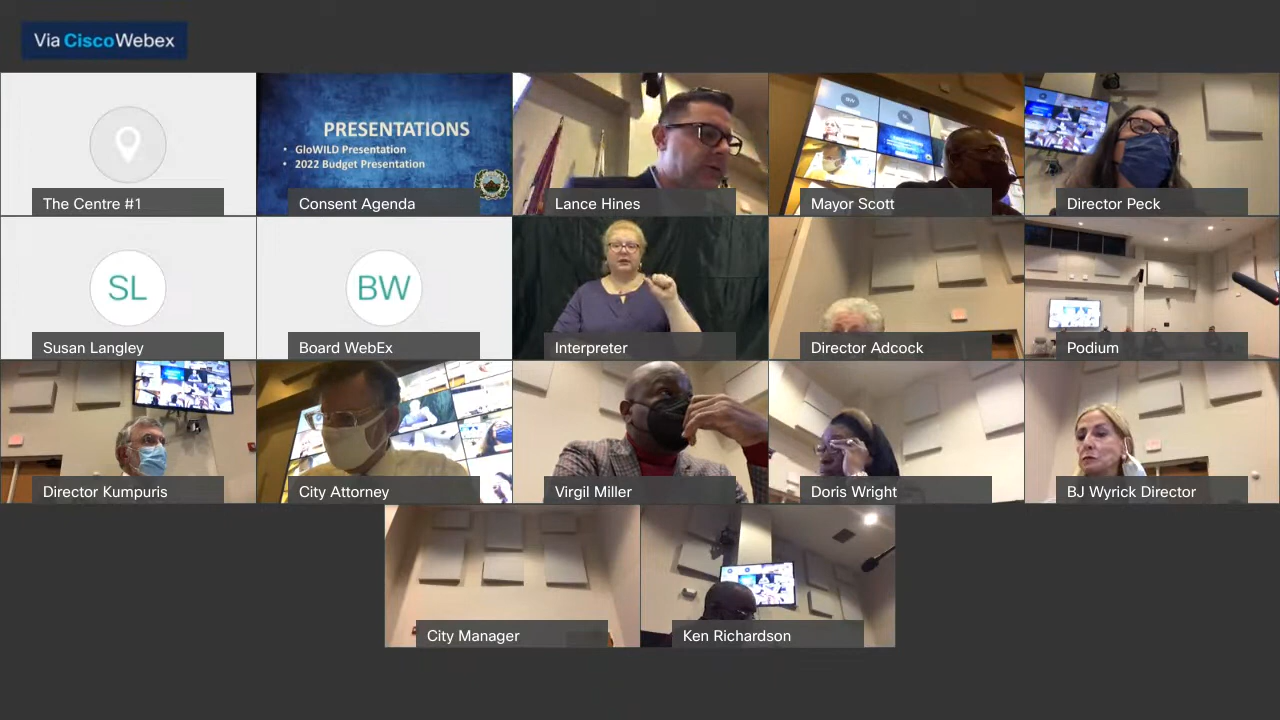 Via CiscoWebex
The Centre #1
PRESENTATIONS
• GloWILD Presentation
• 2022 Budget Presentation
Consent Agenda
Lance Hines
Mayor Scott
Director Peck
SL
Susan Langley
BW
Board WebEx
Interpreter
Director Adcock
Podium
Director Kumpuris
City Attorney
Virgil Miller
Doris Wright
BJ Wyrick Director
City Manager
Ken Richardson